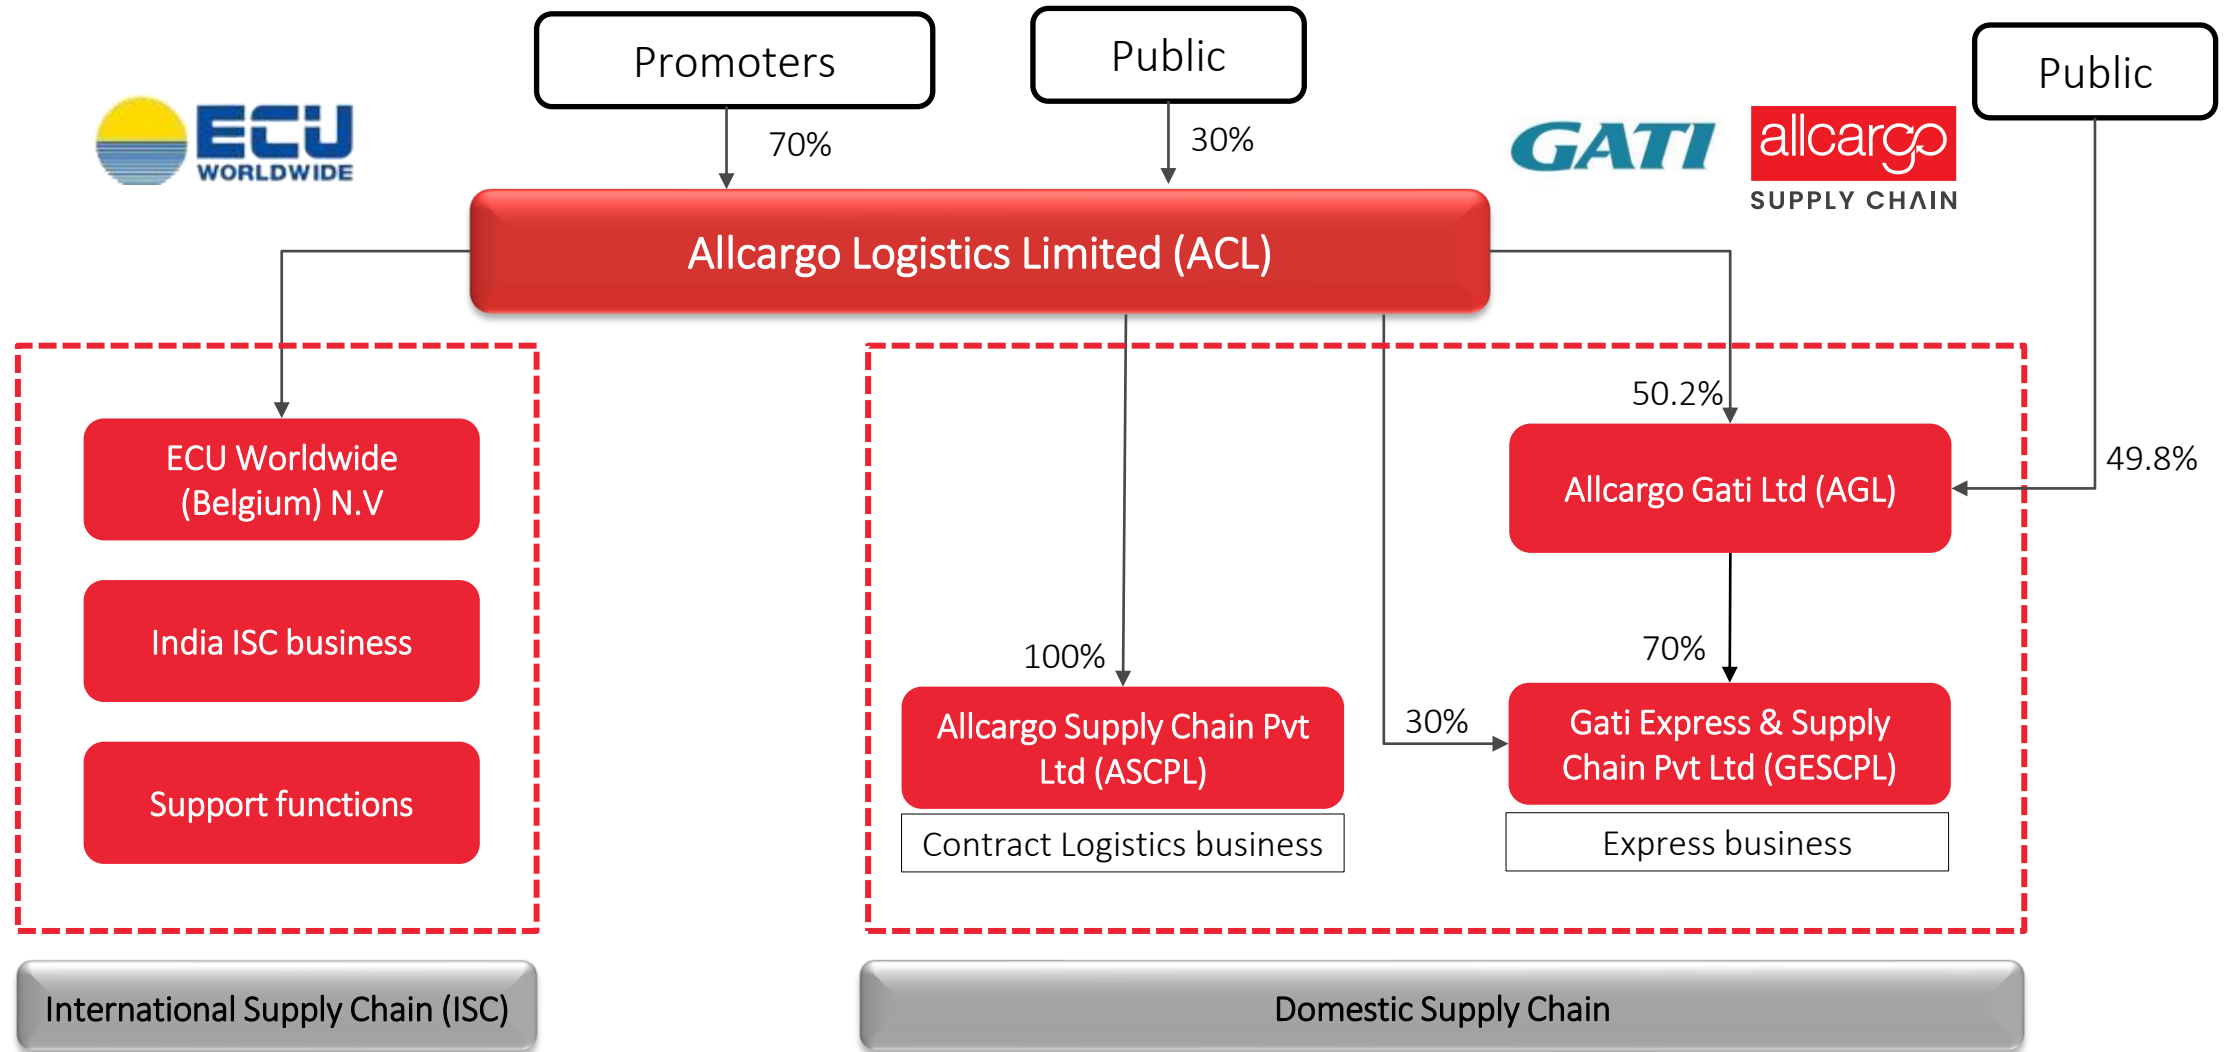 Promoters
Public
Public
ECU
WORLDWIDE
70%
30%
GATI
allcargo
SUPPLY CHAIN
Allcargo Logistics Limited (ACL)
50.2%
49.8%
ECU Worldwide
(Belgium) N.V
Allcargo Gati Ltd (AGL)
India ISC business
100%
70%
30%
Allcargo Supply Chain Pvt
Ltd (ASCPL)
Gati Express & Supply
Chain Pvt Ltd (GESCPL)
Support functions
Contract Logistics business
Express business
International Supply Chain (ISC)
Domestic Supply Chain